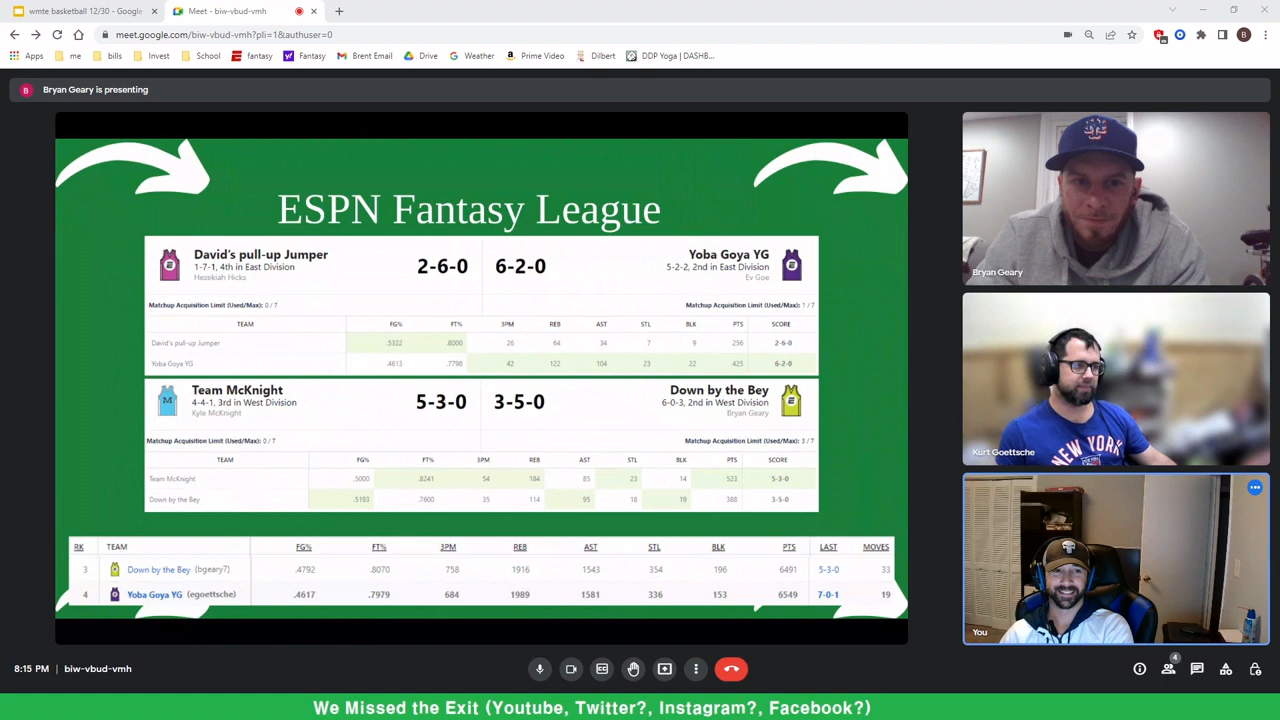 wmte basketball 12/30 - Google
Meet - biw-vbud-vmh
meet.google.com/biw-vbud-vmh?pli=1&authuser=0
B
Apps me bills Invest School fantasy Fantasy Brent Email Drive Weather Prime Video Dilbert DDP Yoga | DASHB...
B Bryan Geary is presenting
ESPN Fantasy League
David's pull-up Jumper 2-6-0 6-2-0 Yoba Goya YG
1-7-1, 4th in East Division 5-2-2, 2nd in East Division
Hezekiah Hicks Ev Goe
Matchup Acquisition Limit (Used/Max): 0 / 7 Matchup Acquisition Limit (Used/Max): 1 / 7
TEAM FG% FT% 3PM REB AST STL BLK PTS SCORE
David's pull-up Jumper .5322 .8000 26 64 34 7 9 256 2-6-0
Yoba Goya YG .4613 .7798 42 122 104 23 22 425 6-2-0
Team McKnight 5-3-0 3-5-0 Down by the Bey
4-4-1, 3rd in West Division 6-0-3, 2nd in West Division
Kyle McKnight Bryan Geary
Matchup Acquisition Limit (Used/Max): 0 / 7 Matchup Acquisition Limit (Used/Max): 3 / 7
TEAM FG% FT% 3PM REB AST STL BLK PTS SCORE
Team McKnight .5000 .8241 54 184 85 23 14 523 5-3-0
Down by the Bey .5193 .7600 35 114 95 18 19 388 3-5-0
RK TEAM FG% FT% 3PM REB AST STL BLK PTS LAST MOVES
3 Down by the Bey (bgeary7) .4792 .8070 758 1916 1543 354 196 6491 5-3-0 33
4 Yoba Goya YG (egoettsche) .4617 .7979 684 1989 1581 336 153 6549 7-0-1 19
Bryan Geary
Kurt Goettsche
NEW YORK
RANGERS
You
8:15 PM | biw-vbud-vmh
4
We Missed the Exit (Youtube, Twitter?, Instagram?, Facebook?)